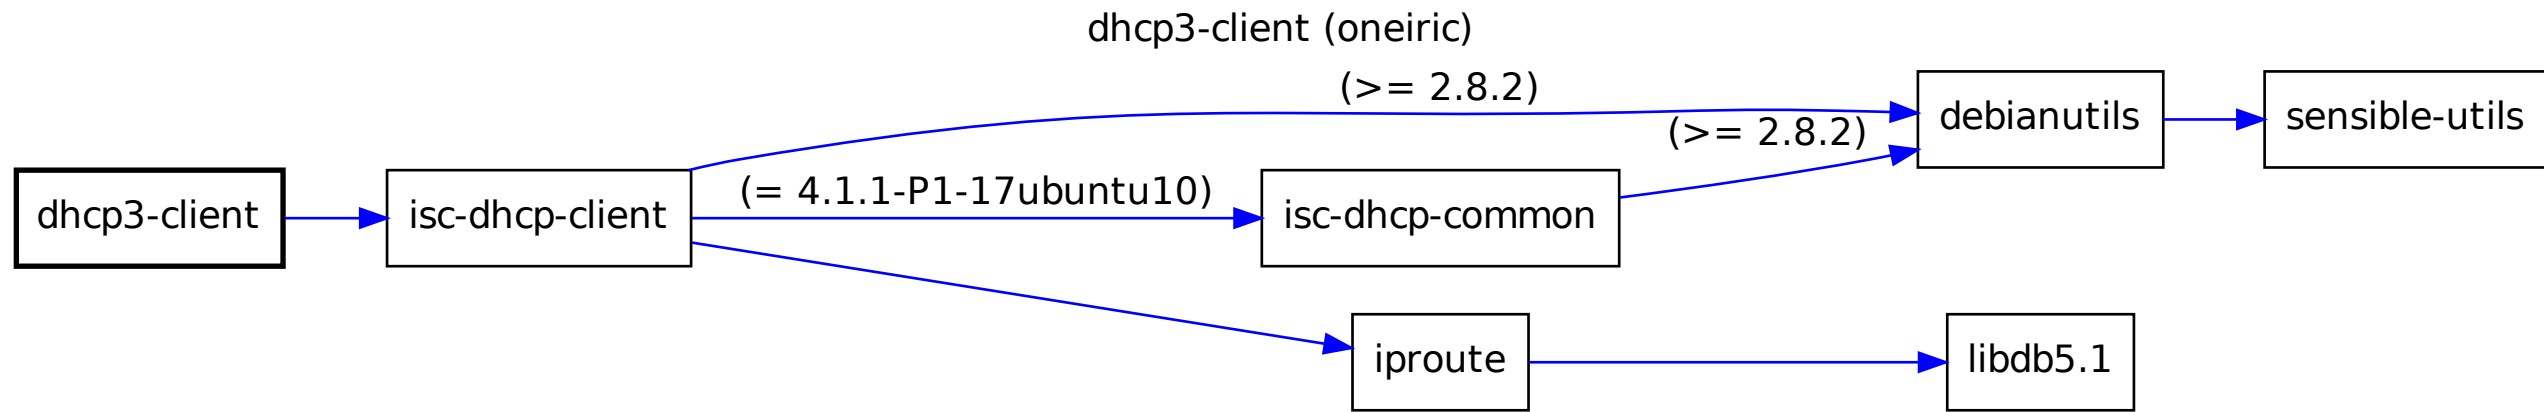 dhcp3-client (oneiric)
(>= 2.8.2)
debianutils
sensible-utils
(>= 2.8.2)
dhcp3-client
isc-dhcp-client
(= 4.1.1-P1-17ubuntu10)
isc-dhcp-common
iproute
libdb5.1